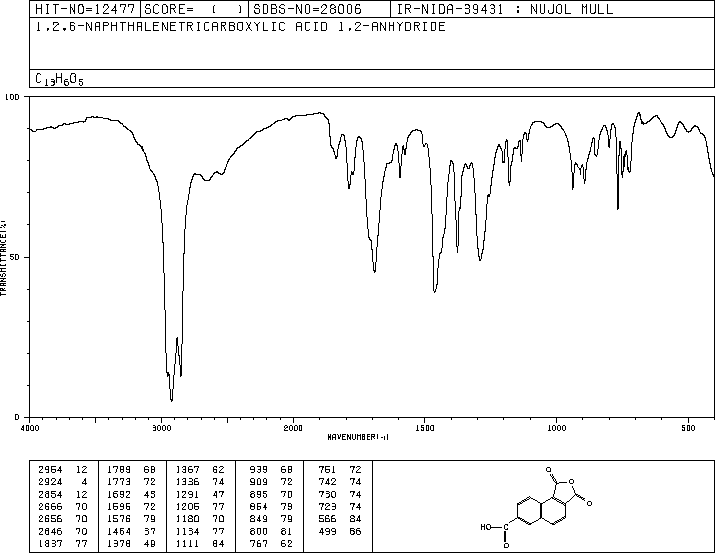 HIT-NO=12477 SCORE= ( ) SDBS-NO=28006 IR-NIDA-39431 : NUJOL MULL
1,2,6-NAPHTHALENETRICARBOXYLIC ACID 1,2-ANHYDRIDE
C13H6O5
100
50
0
TRANSMITTANCE(%)
4000 3000 2000 1500 1000 500
WAVENUMBER(-1)
2954 12 1789 68 1367 62 939 68 751 72
2924 4 1773 72 1336 74 909 72 742 74
2854 12 1692 43 1291 47 895 70 730 74
2666 70 1596 72 1205 77 854 79 723 74
2656 70 1576 79 1180 70 849 79 566 84
2646 70 1464 37 1134 77 800 81 499 86
1837 77 1378 49 1111 84 767 62
O
O
O
HO
C
O